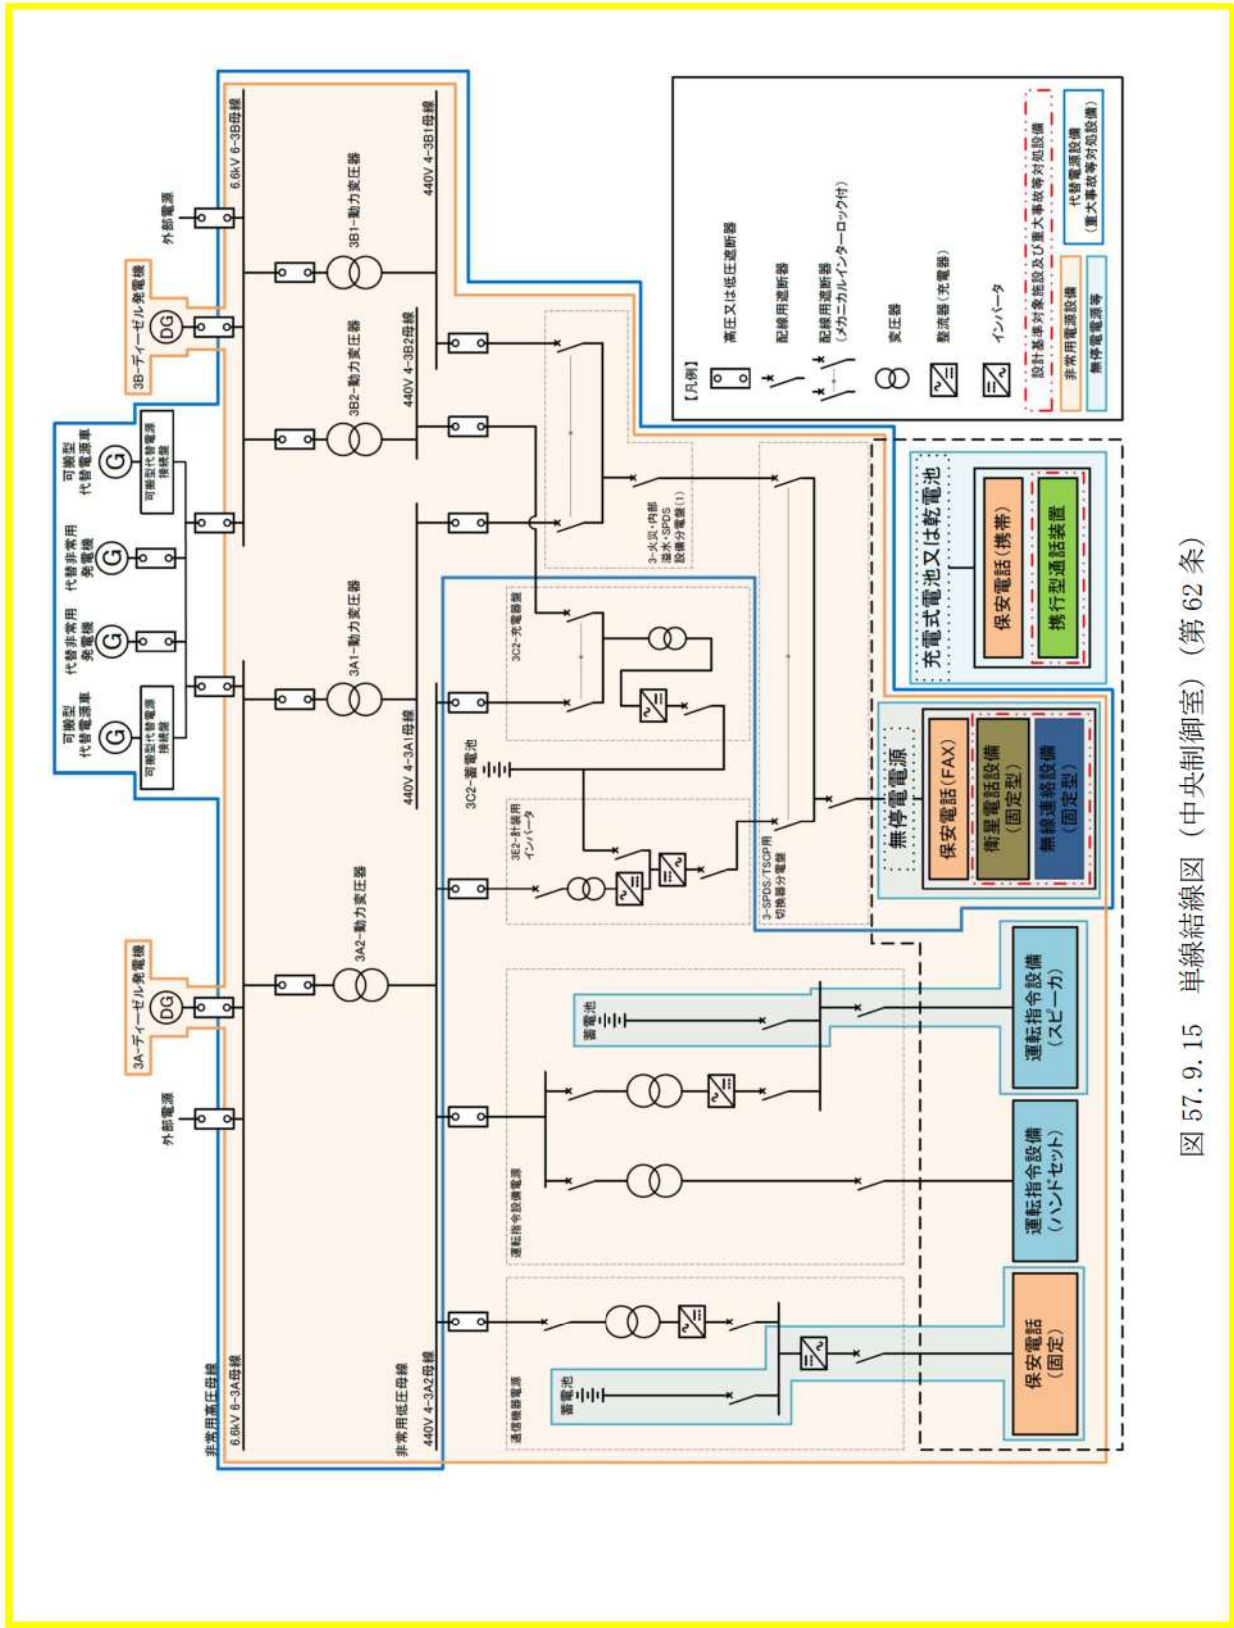 可搬型
代替電源車
G
可搬型代替電源
接続盤
代替非常用
発電機
G
代替非常用
発電機
G
可搬型
代替電源車
G
可搬型代替電源
接続盤
外部電源
3A-ディーゼル発電機
DG
3B-ディーゼル発電機
DG
外部電源
非常用高圧母線
6.6kV 6-3A母線
6.6kV 6-3B母線
3A2-動力変圧器
3A1-動力変圧器
3B2-動力変圧器
3B1-動力変圧器
非常用低圧母線
440V 4-3A2母線
440V 4-3A1母線
440V 4-3B2母線
440V 4-3B1母線
通信機器電源
蓄電池
運転指令設備電源
蓄電池
3E2-計装用
インバータ
3C2-蓄電池
3C2-充電器盤
3-火災・内部
溢水・SPDS
設備分電盤(1)
3-SPDS/TSCP用
切換器分電盤
保安電話
(固定)
運転指令設備
(ハンドセット)
運転指令設備
(スピーカ)
無停電電源
保安電話(FAX)
衛星電話設備
(固定型)
無線連絡設備
(固定型)
充電式電池又は乾電池
保安電話(携帯)
携行型通話装置
【凡例】
高圧又は低圧遮断器
配線用遮断器
配線用遮断器
(メカニカルインターロック付)
変圧器
整流器(充電器)
インバータ
設計基準対象施設及び重大事故等対処設備
非常用電源設備
無停電電源等
代替電源設備
(重大事故等対処設備)
図 57.9.15 単線結線図（中央制御室）（第 62 条）